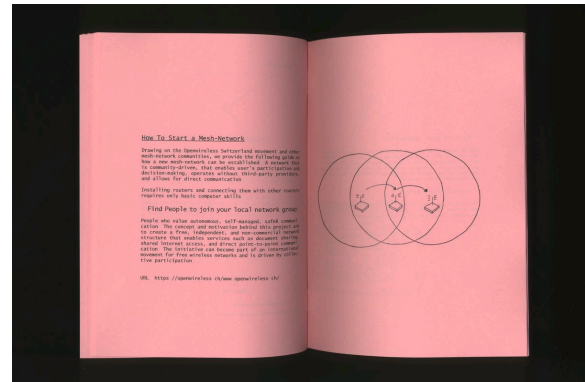 How To Start a Mesh-Network
Drawing on the Openwireless Switzerland movement and other
mesh-network communities, we provide the following guide on
how a new mesh-network can be established. A network that
is community-driven, that enables user's participation and
decision-making, operates without third-party providers,
and allows for direct communication
Installing routers and connecting them with other routers
requires only basic computer skills
Find People to join your local network group
People who value autonomous, self-managed, safe communi-
cation The concept and motivation behind this project are
to create a free, independent, and non-commercial network
structure that enables services such as document sharing,
shared internet access, and direct point-to-point communi-
cation The initiative can become part of an international
movement for free wireless networks and is driven by collec-
tive participation
URL https //openwireless ch/www openwireless ch/